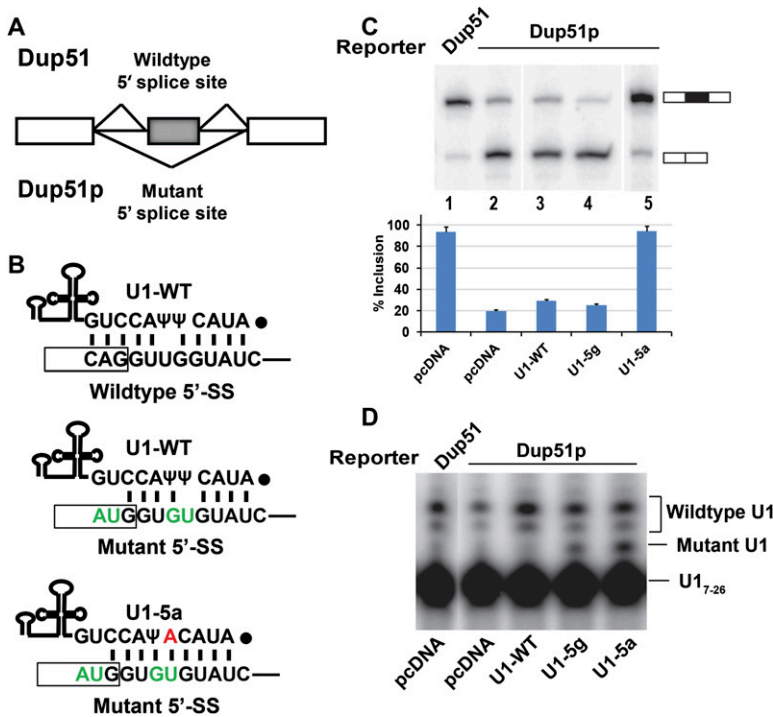 A
Dup51
Wildtype
5' splice site
Dup51p
Mutant
5' splice site
B
U1-WT
GUCCAΨΨ CAUA
CAGGUUGGUAUC
Wildtype 5'-SS
U1-WT
GUCCAΨΨ CAUA
AUGGUGUGUAUC
Mutant 5'-SS
U1-5a
GUCCAΨACAUA
AUGGUGUGUAUC
Mutant 5'-SS
C
Reporter
Dup51
Dup51p
1 2 3 4 5
% Inclusion
100
80
60
40
20
0
pcDNA
pcDNA
U1-WT
U1-5g
U1-5a
D
Reporter
Dup51
Dup51p
Wildtype U1
Mutant U1
U1₇₋₂₆
pcDNA
pcDNA
U1-WT
U1-5g
U1-5a